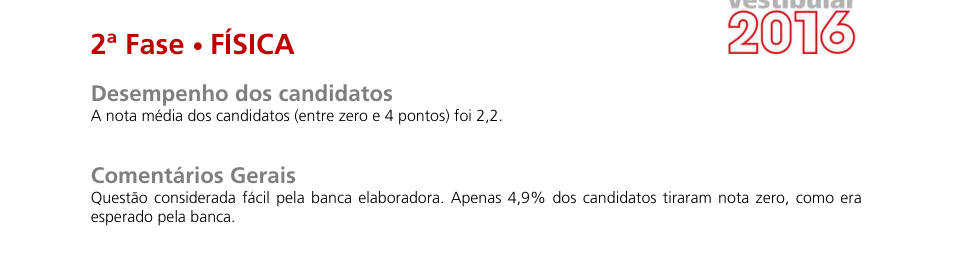 Vestibular
2016
2ª Fase • FÍSICA
Desempenho dos candidatos
A nota média dos candidatos (entre zero e 4 pontos) foi 2,2.
Comentários Gerais
Questão considerada fácil pela banca elaboradora. Apenas 4,9% dos candidatos tiraram nota zero, como era
esperado pela banca.